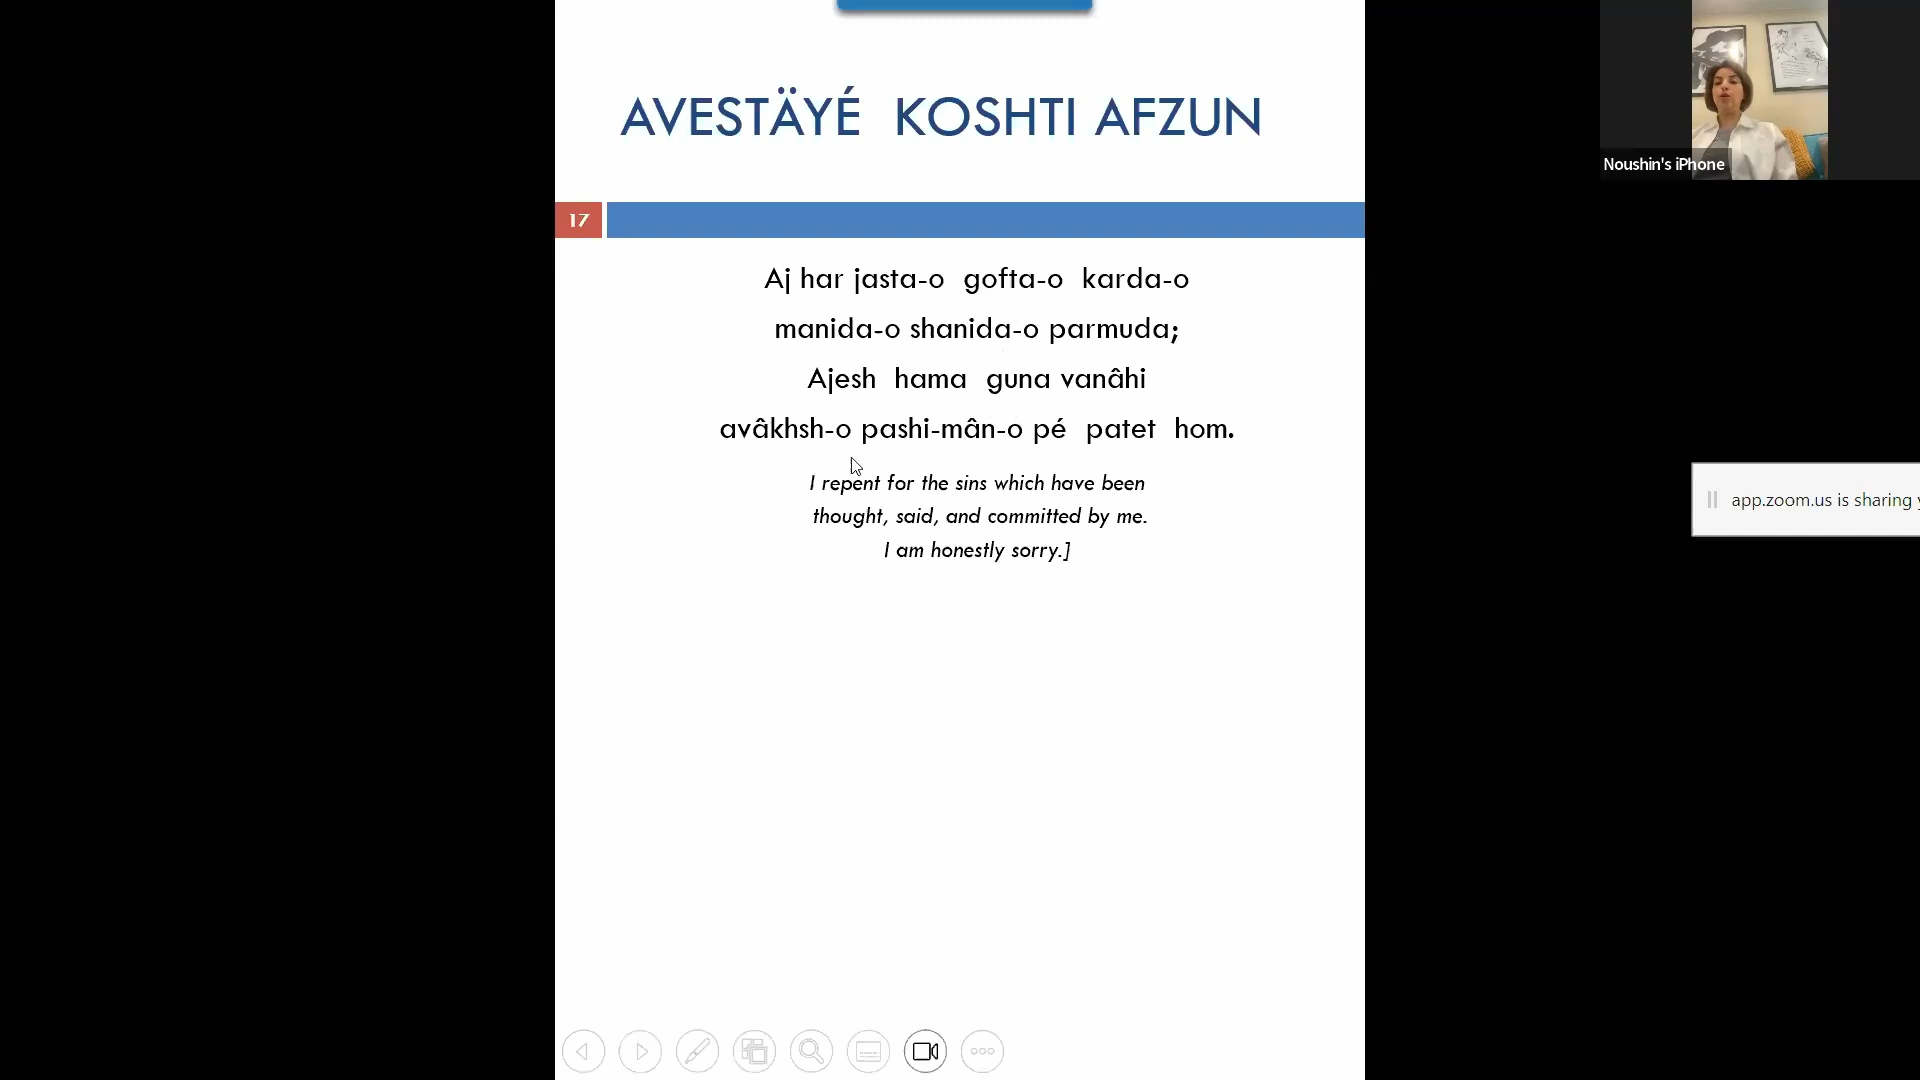 AVESTÄYÉ KOSHTI AFZUN
Noushin's iPhone
17
Aj har jasta-o gofta-o karda-o
manida-o shanida-o parmuda;
Ajesh hama guna vanâhi
avâkhsh-o pashi-mân-o pé patet hom.
I repent for the sins which have been
thought, said, and committed by me.
I am honestly sorry.]
app.zoom.us is sharing